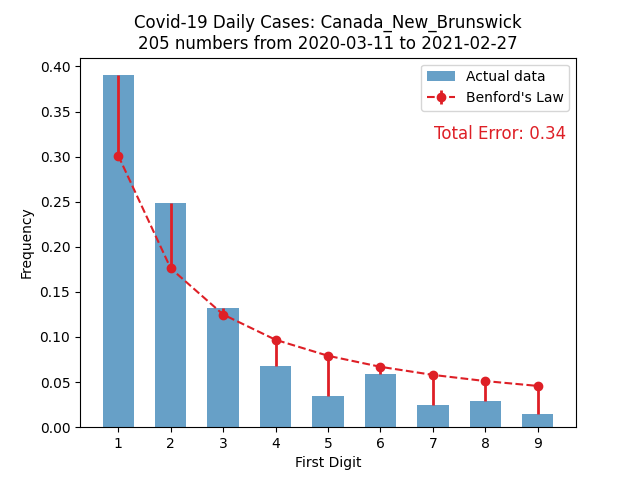 Covid-19 Daily Cases: Canada_New_Brunswick
205 numbers from 2020-03-11 to 2021-02-27
Actual data
Benford's Law
Total Error: 0.34
0.40
0.35
0.30
0.25
0.20
0.15
0.10
0.05
0.00
Frequency
1 2 3 4 5 6 7 8 9
First Digit